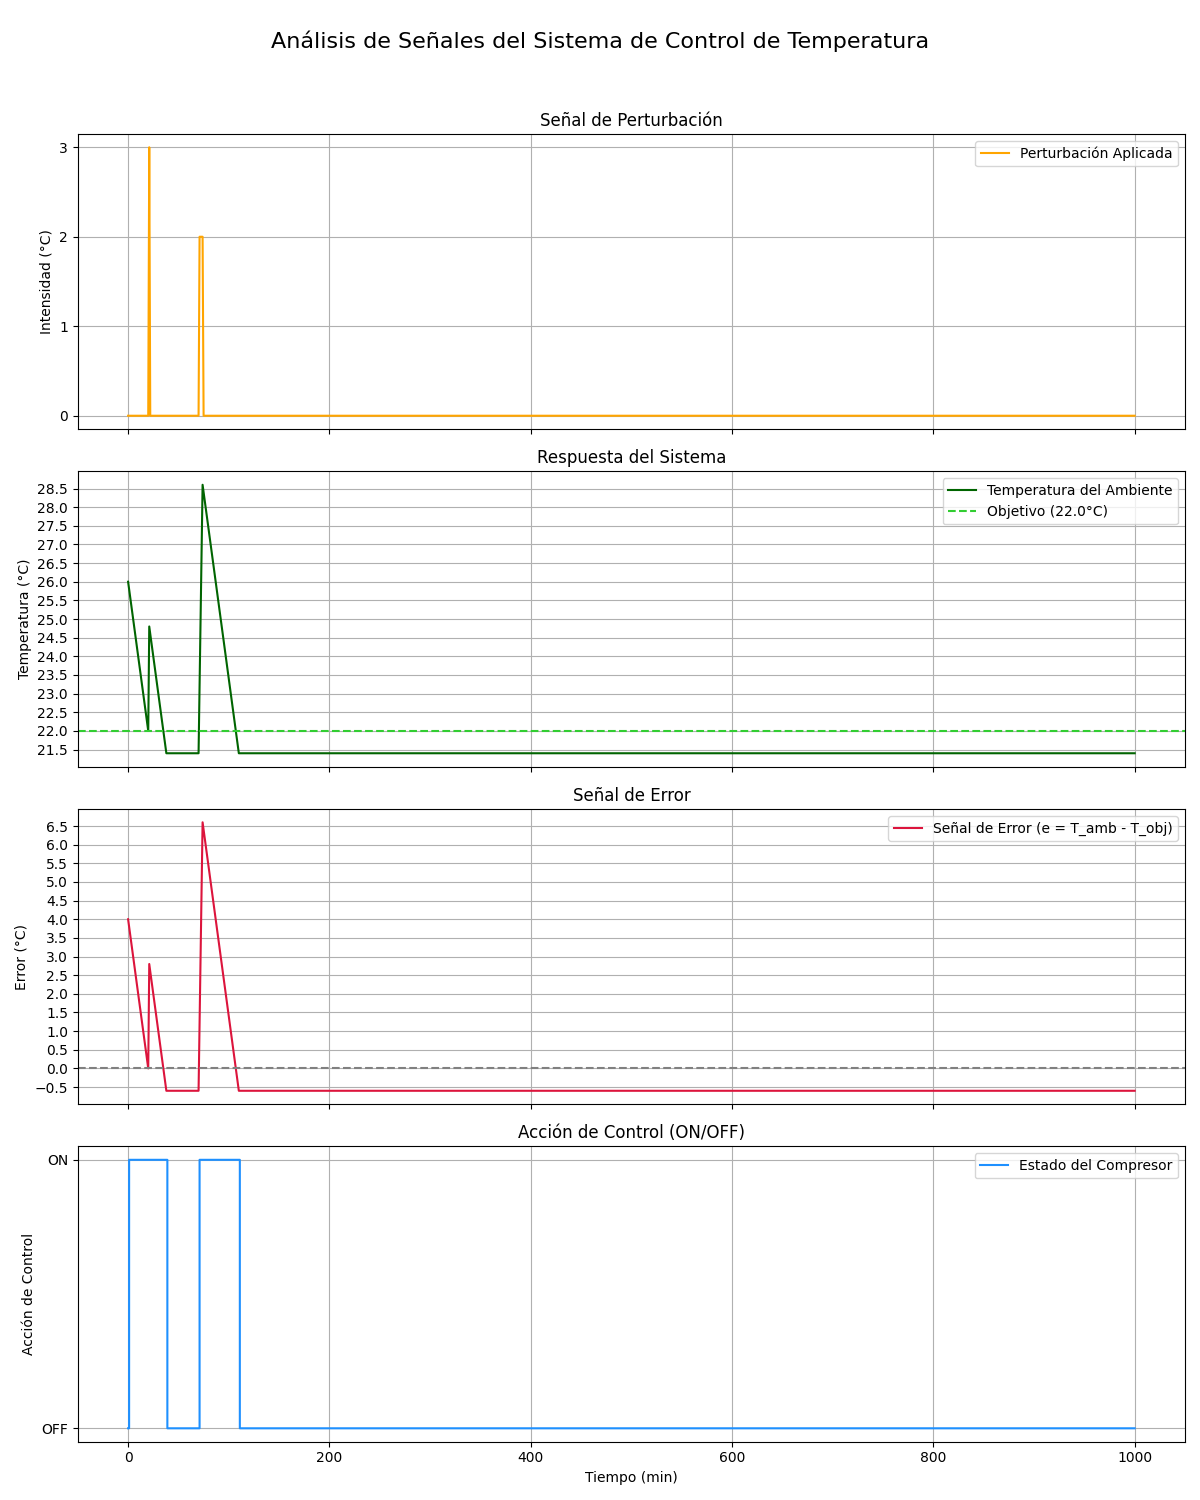 Análisis de Señales del Sistema de Control de Temperatura
Señal de Perturbación
Perturbación Aplicada
Intensidad (°C)
3
2
1
0
Respuesta del Sistema
Temperatura del Ambiente
Objetivo (22.0°C)
Temperatura (°C)
28.5
28.0
27.5
27.0
26.5
26.0
25.5
25.0
24.5
24.0
23.5
23.0
22.5
22.0
21.5
Señal de Error
Señal de Error (e = T_amb - T_obj)
Error (°C)
6.5
6.0
5.5
5.0
4.5
4.0
3.5
3.0
2.5
2.0
1.5
1.0
0.5
0.0
−0.5
Acción de Control (ON/OFF)
Estado del Compresor
Acción de Control
ON
OFF
0 200 400 600 800 1000
Tiempo (min)